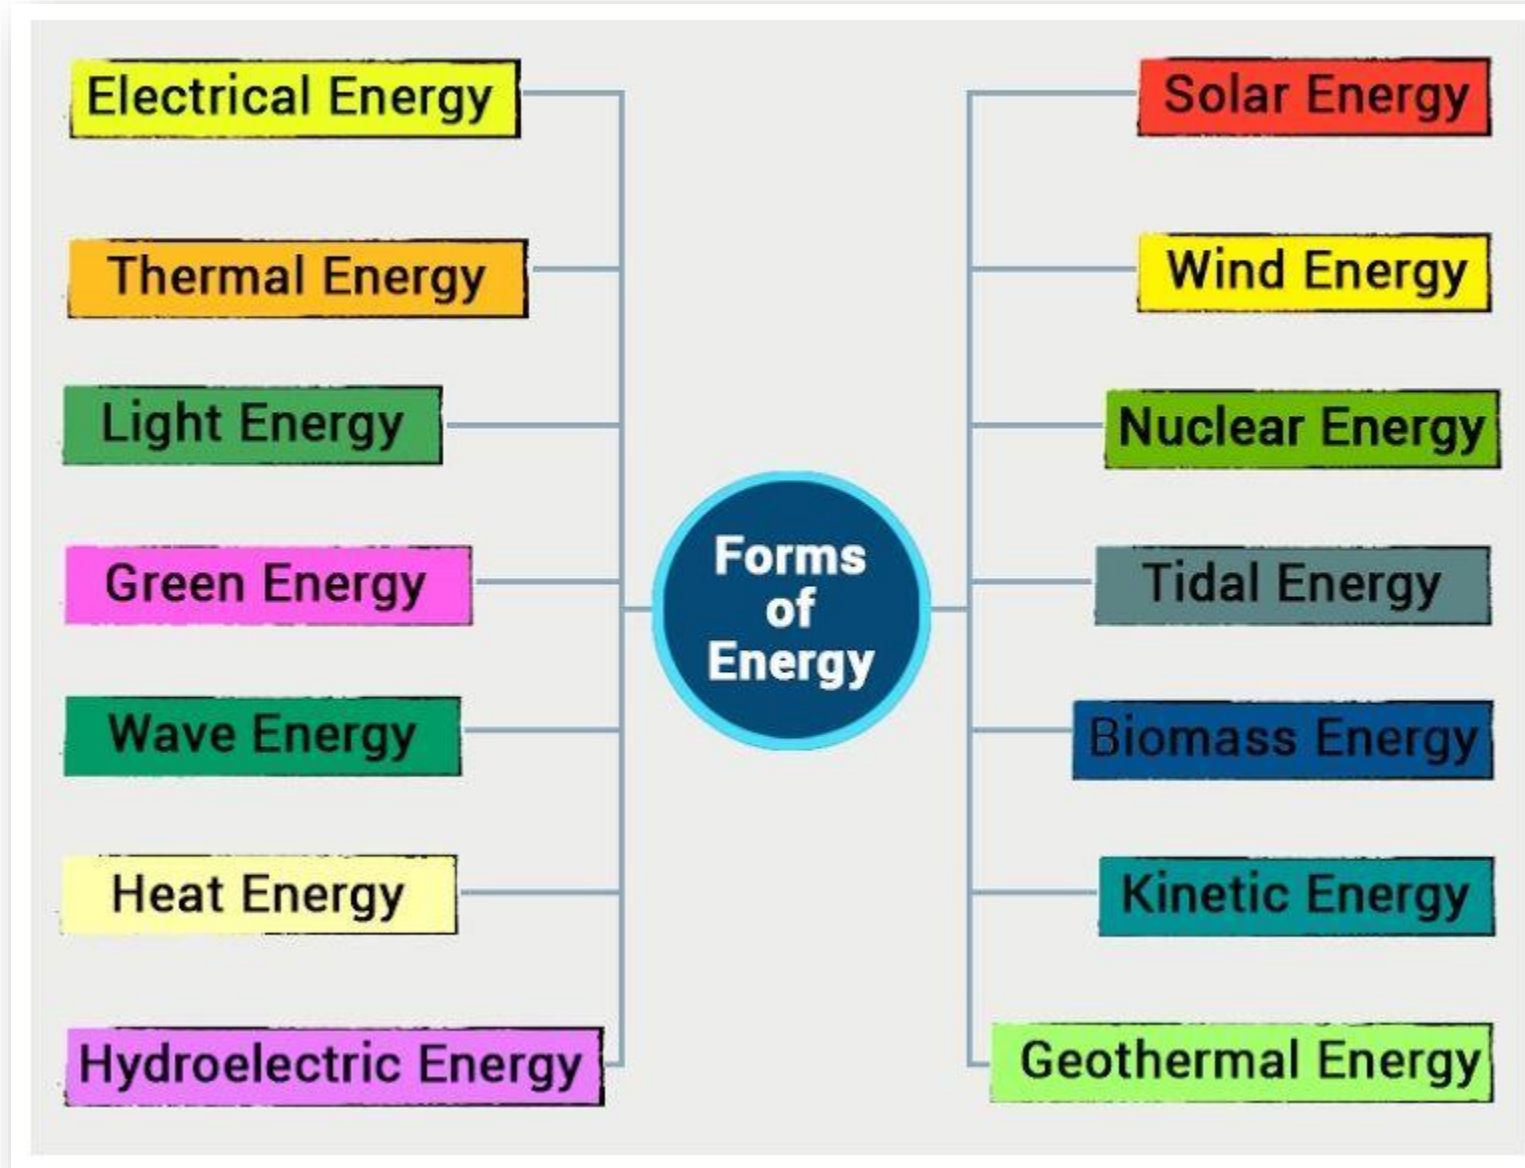 Electrical Energy
Thermal Energy
Light Energy
Green Energy
Wave Energy
Heat Energy
Hydroelectric Energy
Forms
of
Energy
Solar Energy
Wind Energy
Nuclear Energy
Tidal Energy
Biomass Energy
Kinetic Energy
Geothermal Energy